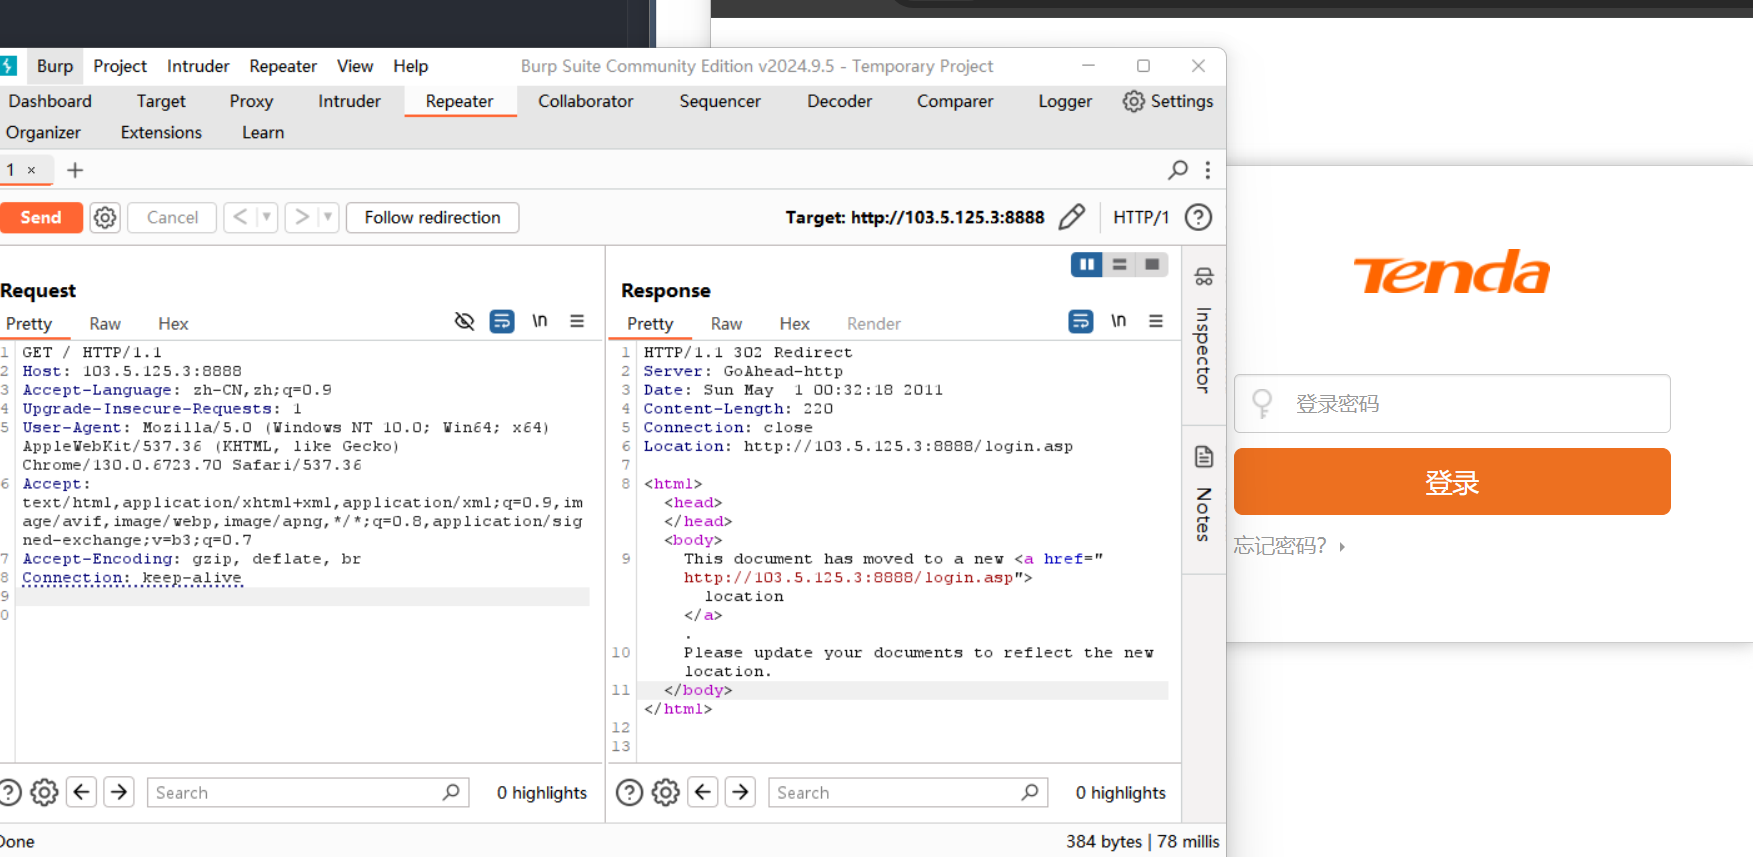 Burp Project Intruder Repeater View Help Burp Suite Community Edition v2024.9.5 - Temporary Project
Dashboard Target Proxy Intruder Repeater Collaborator Sequencer Decoder Comparer Logger Settings
Organizer Extensions Learn
1 × +
Send Cancel < > Follow redirection Target: http://103.5.125.3:8888 HTTP/1 ?
Request
Pretty Raw Hex \n
1 GET / HTTP/1.1
2 Host: 103.5.125.3:8888
3 Accept-Language: zh-CN,zh;q=0.9
4 Upgrade-Insecure-Requests: 1
5 User-Agent: Mozilla/5.0 (Windows NT 10.0; Win64; x64)
AppleWebKit/537.36 (KHTML, like Gecko)
Chrome/130.0.6723.70 Safari/537.36
6 Accept:
text/html,application/xhtml+xml,application/xml;q=0.9,im
age/avif,image/webp,image/apng,*/*;q=0.8,application/sig
ned-exchange;v=b3;q=0.7
7 Accept-Encoding: gzip, deflate, br
8 Connection: keep-alive
9
0
? Search 0 highlights
Response
Pretty Raw Hex Render \n
1 HTTP/1.1 302 Redirect
2 Server: GoAhead-http
3 Date: Sun May  1 00:32:18 2011
4 Content-Length: 220
5 Connection: close
6 Location: http://103.5.125.3:8888/login.asp
7
8 <html>
<head>
</head>
<body>
9 This document has moved to a new <a href="
http://103.5.125.3:8888/login.asp">
location
</a>
.
10 Please update your documents to reflect the new
location.
11 </body>
</html>
12
13
? Search 0 highlights
Inspector
Notes
Done 384 bytes | 78 millis
Tenda
登录密码
登录
忘记密码?